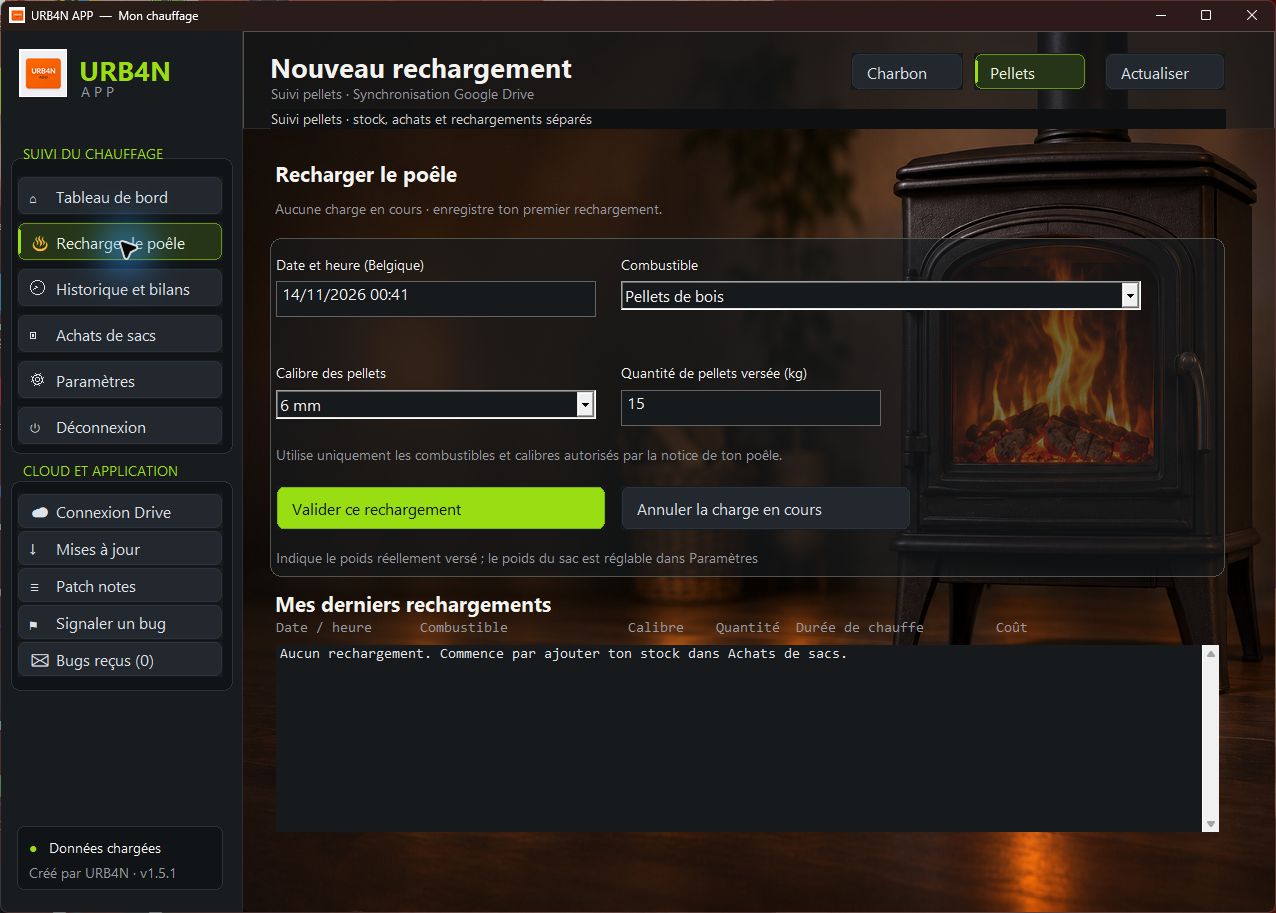 URB4N APP — Mon chauffage
URB4N
APP
URB4N
APP
Nouveau rechargement
Suivi pellets · Synchronisation Google Drive
Suivi pellets · stock, achats et rechargements séparés
Charbon
Pellets
Actualiser
SUIVI DU CHAUFFAGE
Tableau de bord
Recharger le poêle
Historique et bilans
Achats de sacs
Paramètres
Déconnexion
CLOUD ET APPLICATION
Connexion Drive
Mises à jour
Patch notes
Signaler un bug
Bugs reçus (0)
Données chargées
Créé par URB4N · v1.5.1
Recharger le poêle
Aucune charge en cours · enregistre ton premier rechargement.
Date et heure (Belgique)
Combustible
14/11/2026 00:41
Pellets de bois
Calibre des pellets
Quantité de pellets versée (kg)
6 mm
15
Utilise uniquement les combustibles et calibres autorisés par la notice de ton poêle.
Valider ce rechargement
Annuler la charge en cours
Indique le poids réellement versé ; le poids du sac est réglable dans Paramètres
Mes derniers rechargements
Date / heure Combustible Calibre Quantité Durée de chauffe Coût
Aucun rechargement. Commence par ajouter ton stock dans Achats de sacs.